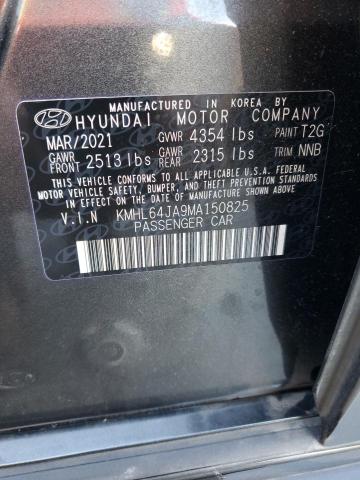 MANUFACTURED IN KOREA BY
HYUNDAI MOTOR COMPANY
MAR/2021 GVWR 4354 lbs PAINT T2G
GAWR FRONT 2513 lbs GAWR REAR 2315 lbs TRIM NNB
THIS VEHICLE CONFORMS TO ALL APPLICABLE U.S.A. FEDERAL
MOTOR VEHICLE SAFETY, BUMPER, AND THEFT PREVENTION
STANDARDS IN EFFECT ON THE DATE OF MANUFACTURE SHOWN ABOVE.
V.I.N KMHL64JA9MA150825
PASSENGER CAR